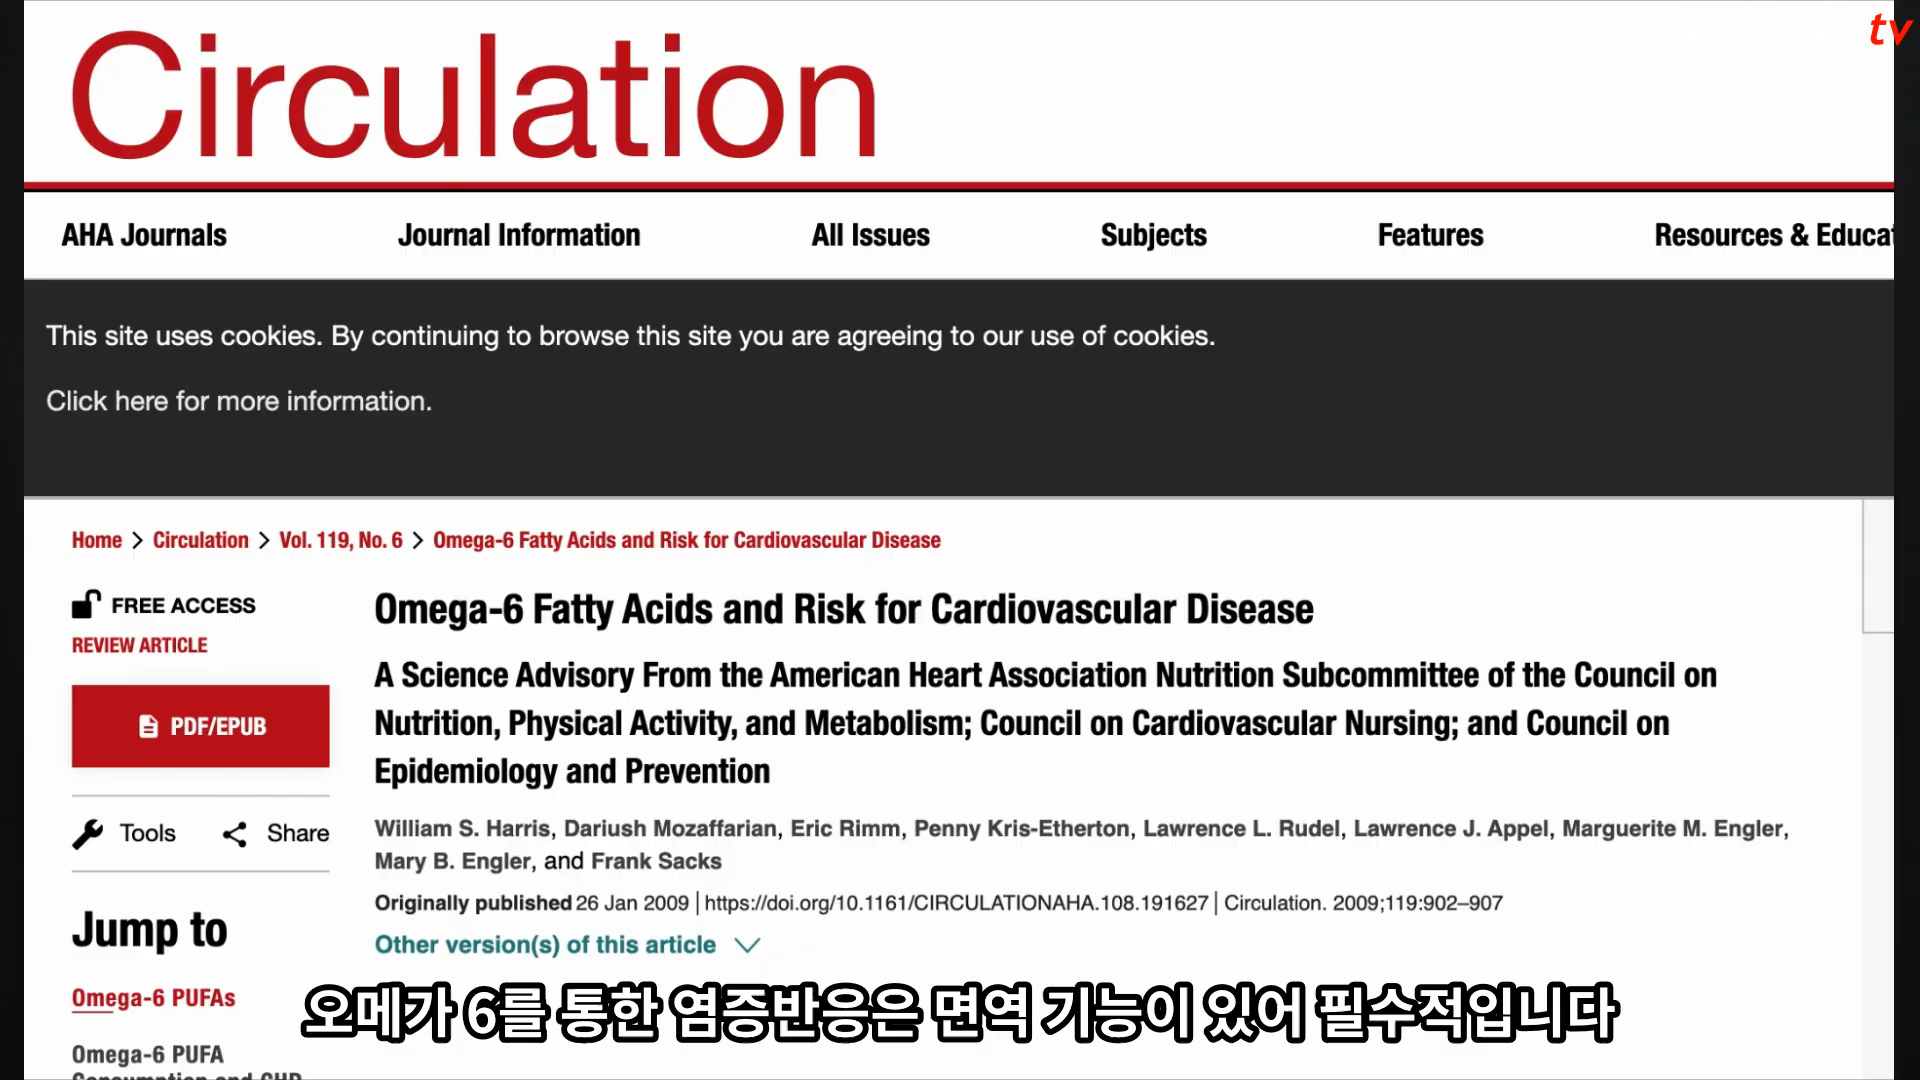 tv
Circulation
AHA Journals Journal Information All Issues Subjects Features Resources & Educat
This site uses cookies. By continuing to browse this site you are agreeing to our use of cookies.
Click here for more information.
Home > Circulation > Vol. 119, No. 6 > Omega-6 Fatty Acids and Risk for Cardiovascular Disease
FREE ACCESS
REVIEW ARTICLE
PDF/EPUB
Tools Share
Jump to
Omega-6 PUFAs
Omega-6 PUFA
Consumption and CHD
Omega-6 Fatty Acids and Risk for Cardiovascular Disease
A Science Advisory From the American Heart Association Nutrition Subcommittee of the Council on
Nutrition, Physical Activity, and Metabolism; Council on Cardiovascular Nursing; and Council on
Epidemiology and Prevention
William S. Harris, Dariush Mozaffarian, Eric Rimm, Penny Kris-Etherton, Lawrence L. Rudel, Lawrence J. Appel, Marguerite M. Engler,
Mary B. Engler, and Frank Sacks
Originally published 26 Jan 2009 | https://doi.org/10.1161/CIRCULATIONAHA.108.191627 | Circulation. 2009;119:902–907
Other version(s) of this article
오메가 6를 통한 염증반응은 면역 기능이 있어 필수적입니다